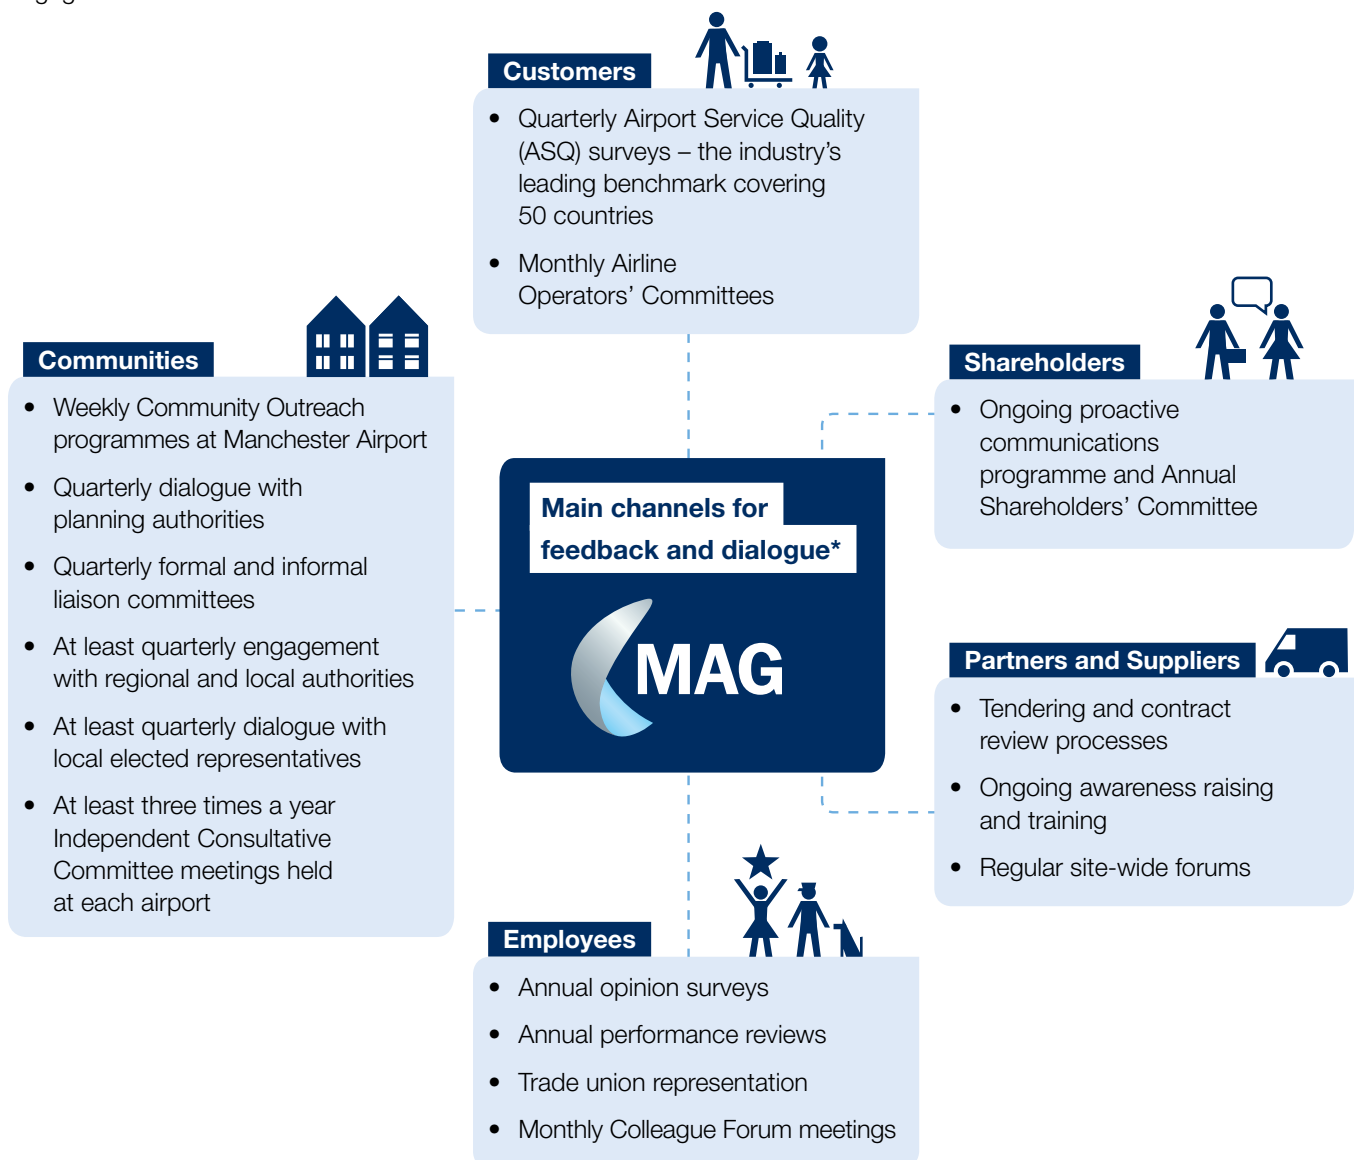 Customers
• Quarterly Airport Service Quality
(ASQ) surveys – the industry’s
leading benchmark covering
50 countries
• Monthly Airline
Operators’ Committees
Communities
• Weekly Community Outreach
programmes at Manchester Airport
• Quarterly dialogue with
planning authorities
• Quarterly formal and informal
liaison committees
• At least quarterly engagement
with regional and local authorities
• At least quarterly dialogue with
local elected representatives
• At least three times a year
Independent Consultative
Committee meetings held
at each airport
Main channels for
feedback and dialogue*
MAG
Shareholders
• Ongoing proactive
communications
programme and Annual
Shareholders’ Committee
Partners and Suppliers
• Tendering and contract
review processes
• Ongoing awareness raising
and training
• Regular site-wide forums
Employees
• Annual opinion surveys
• Annual performance reviews
• Trade union representation
• Monthly Colleague Forum meetings